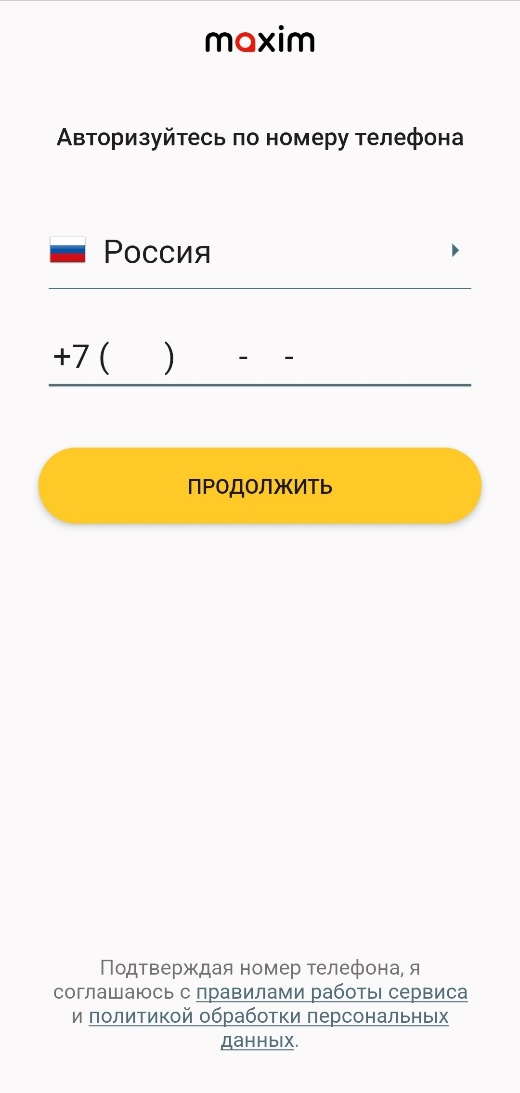 maxim
Авторизуйтесь по номеру телефона
Россия
+7 (   )   -  -
ПРОДОЛЖИТЬ
Подтверждая номер телефона, я
соглашаюсь с правилами работы сервиса
и политикой обработки персональных
данных.